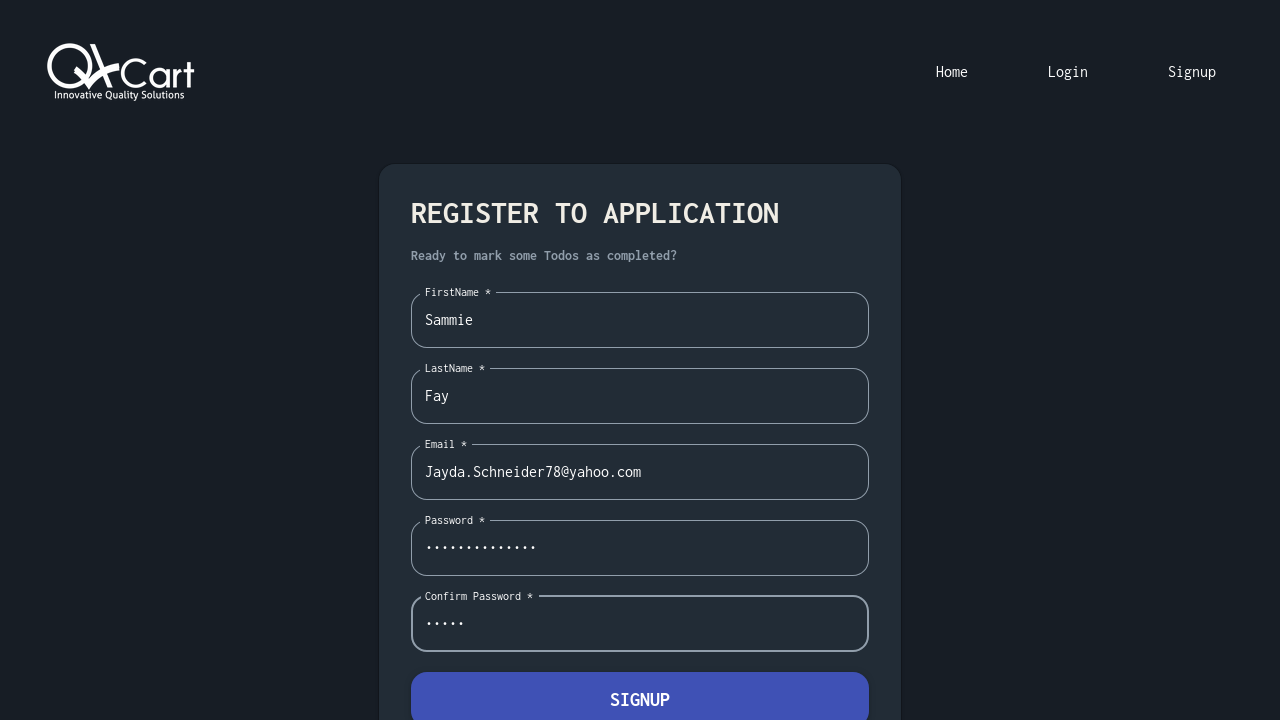 QKart
Innovative Quality Solutions
Home
Login
Signup
REGISTER TO APPLICATION
Ready to mark some Todos as completed?
FirstName *
Sammie
LastName *
Fay
Email *
Jayda.Schneider78@yahoo.com
Password *
••••••••••••••
Confirm Password *
•••••
SIGNUP